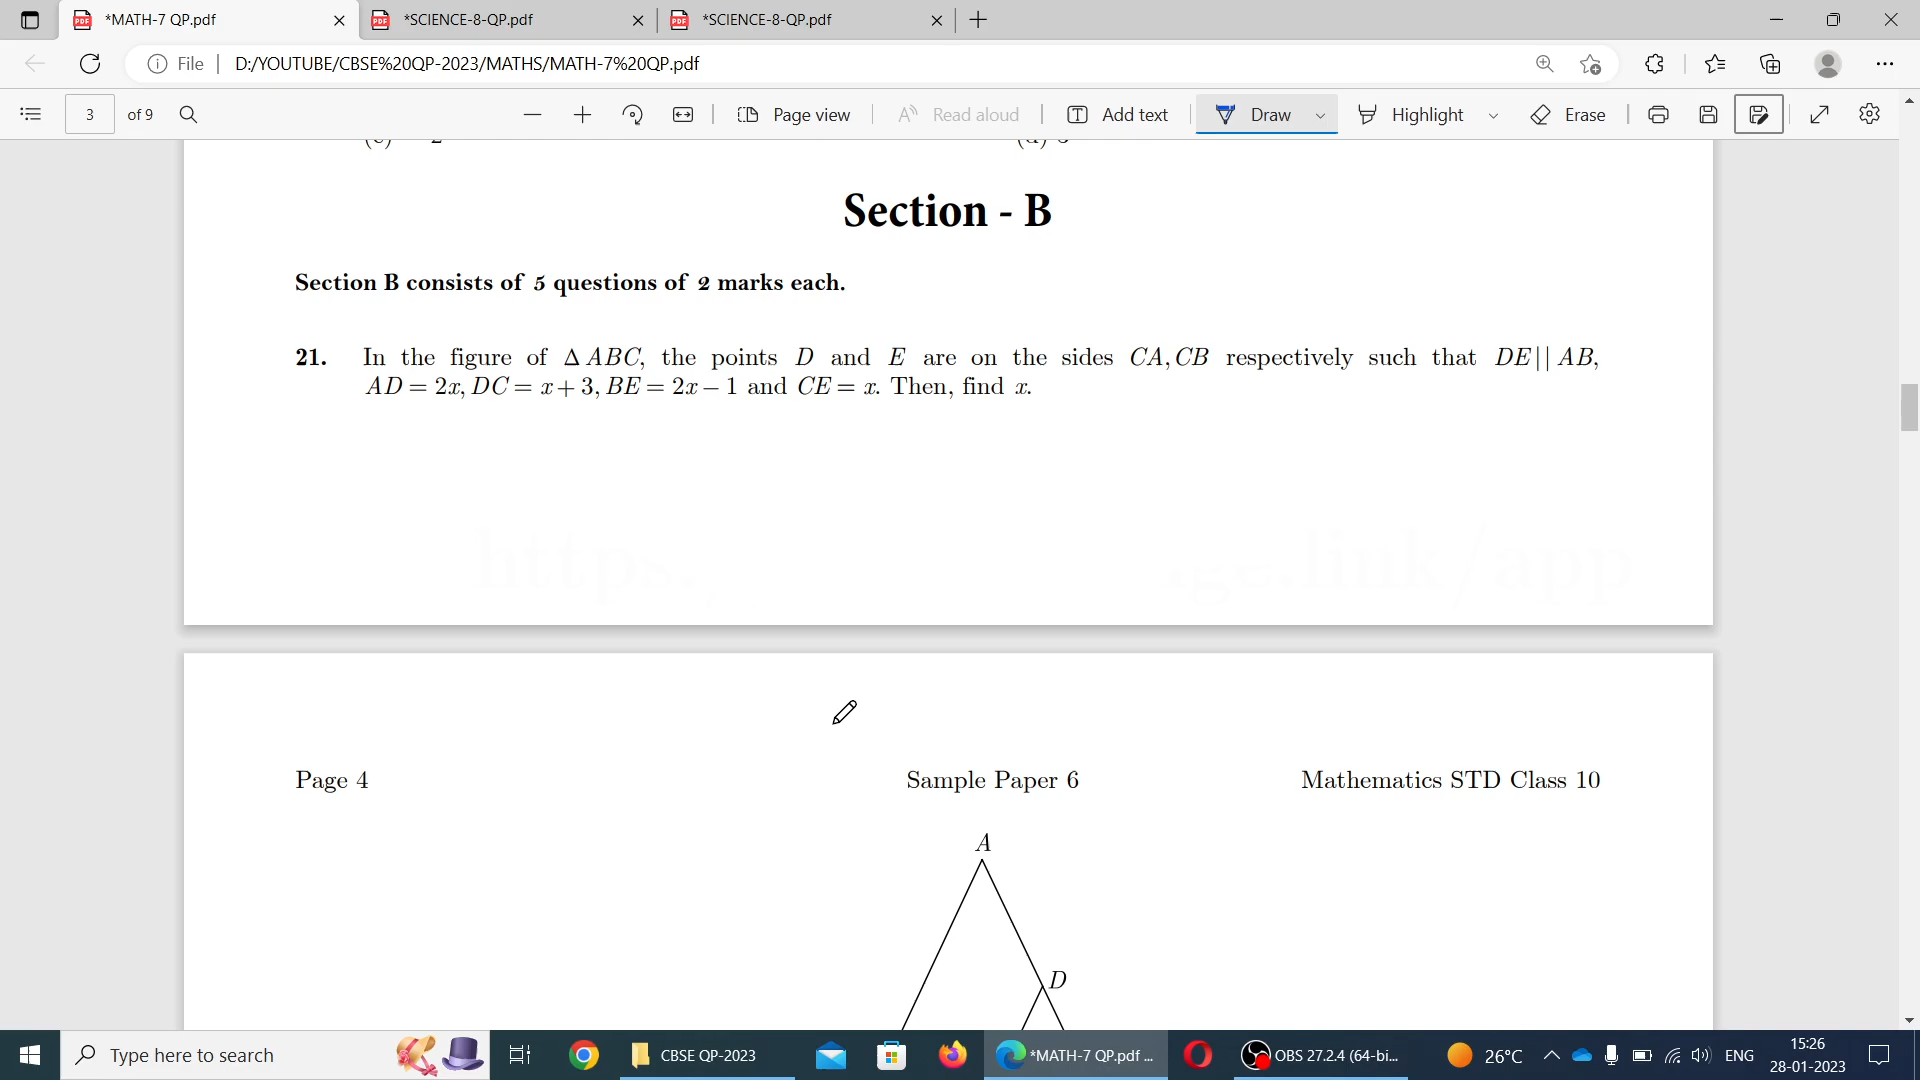 *MATH-7 QP.pdf
*SCIENCE-8-QP.pdf
*SCIENCE-8-QP.pdf
File
D:/YOUTUBE/CBSE%20QP-2023/MATHS/MATH-7%20QP.pdf
3 of 9
Page view
Read aloud
Add text
Draw
Highlight
Erase
Section - B
Section B consists of 5 questions of 2 marks each.
21. In the figure of Δ ABC, the points D and E are on the sides CA, CB respectively such that DE || AB,
AD = 2x, DC = x + 3, BE = 2x – 1 and CE = x. Then, find x.
https
.link/app
Page 4
Sample Paper 6
Mathematics STD Class 10
A
D
Type here to search
CBSE QP-2023
*MATH-7 QP.pdf ...
OBS 27.2.4 (64-bi...
26°C
ENG
15:26
28-01-2023